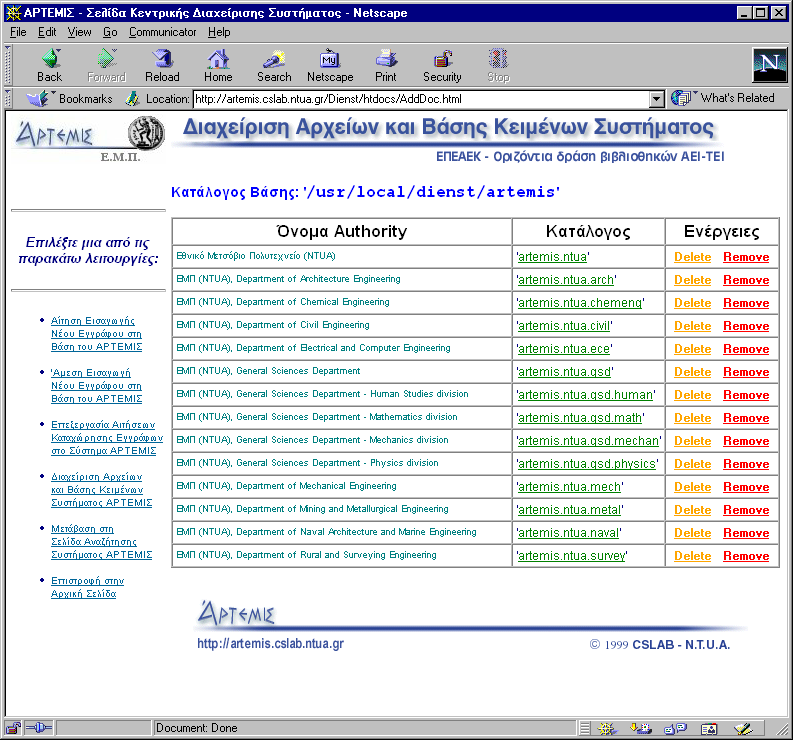 ΑΡΤΕΜΙΣ - Σελίδα Κεντρικής Διαχείρισης Συστήματος - Netscape
File Edit View Go Communicator Help
Back Forward Reload Home Search Netscape Print Security Stop
My
N
Bookmarks Location: http://artemis.cslab.ntua.gr/Dienst/htdocs/AddDoc.html What's Related
ΆΡΤΕΜΙΣ
Ε.Μ.Π.
Διαχείριση Αρχείων και Βάσης Κειμένων Συστήματος
ΕΠΕΑΕΚ - Οριζόντια δράση βιβλιοθηκών ΑΕΙ-ΤΕΙ
Επιλέξτε μια από τις
παρακάτω λειτουργίες:
Αίτηση Εισαγωγής
Νέου Εγγράφου στη
Βάση του ΑΡΤΕΜΙΣ
'Αμεση Εισαγωγή
Νέου Εγγράφου στη
Βάση του ΑΡΤΕΜΙΣ
Επεξεργασία Αιτήσεων
Καταχώρησης Εγγράφων
στο Σύστημα ΑΡΤΕΜΙΣ
Διαχείριση Αρχείων
και Βάσης Κειμένων
Συστήματος ΑΡΤΕΜΙΣ
Μετάβαση στη
Σελίδα Αναζήτησης
Συστήματος ΑΡΤΕΜΙΣ
Επιστροφή στην
Αρχική Σελίδα
Κατάλογος Βάσης: '/usr/local/dienst/artemis'
Όνομα Authority Κατάλογος Ενέργειες
Εθνικό Μετσόβιο Πολυτεχνείο (NTUA) 'artemis.ntua' Delete Remove
ΕΜΠ (NTUA), Department of Architecture Engineering 'artemis.ntua.arch' Delete Remove
ΕΜΠ (NTUA), Department of Chemical Engineering 'artemis.ntua.chemeng' Delete Remove
ΕΜΠ (NTUA), Department of Civil Engineering 'artemis.ntua.civil' Delete Remove
ΕΜΠ (NTUA), Department of Electrical and Computer Engineering 'artemis.ntua.ece' Delete Remove
ΕΜΠ (NTUA), General Sciences Department 'artemis.ntua.gsd' Delete Remove
ΕΜΠ (NTUA), General Sciences Department - Human Studies division 'artemis.ntua.gsd.human' Delete Remove
ΕΜΠ (NTUA), General Sciences Department - Mathematics division 'artemis.ntua.gsd.math' Delete Remove
ΕΜΠ (NTUA), General Sciences Department - Mechanics division 'artemis.ntua.gsd.mechan' Delete Remove
ΕΜΠ (NTUA), General Sciences Department - Physics division 'artemis.ntua.gsd.physics' Delete Remove
ΕΜΠ (NTUA), Department of Mechanical Engineering 'artemis.ntua.mech' Delete Remove
ΕΜΠ (NTUA), Department of Mining and Metallurgical Engineering 'artemis.ntua.metal' Delete Remove
ΕΜΠ (NTUA), Department of Naval Architecture and Marine Engineering 'artemis.ntua.naval' Delete Remove
ΕΜΠ (NTUA), Department of Rural and Surveying Engineering 'artemis.ntua.survey' Delete Remove
ΆΡΤΕΜΙΣ
http://artemis.cslab.ntua.gr © 1999 CSLAB - N.T.U.A.
Document: Done